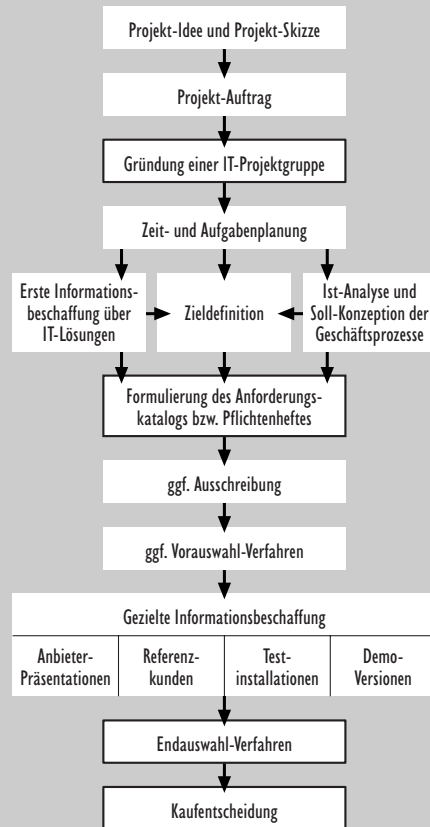 Projekt-Idee und Projekt-Skizze
Projekt-Auftrag
Gründung einer IT-Projektgruppe
Zeit- und Aufgabenplanung
Erste Informations-
beschaffung über
IT-Lösungen
Zieldefinition
Ist-Analyse und
Soll-Konzeption der
Geschäftsprozesse
Formulierung des Anforderungs-
katalogs bzw. Pflichtenheftes
ggf. Ausschreibung
ggf. Vorauswahl-Verfahren
Gezielte Informationsbeschaffung
Anbieter-
Präsentationen
Referenz-
kunden
Test-
installationen
Demo-
Versionen
Endauswahl-Verfahren
Kaufentscheidung